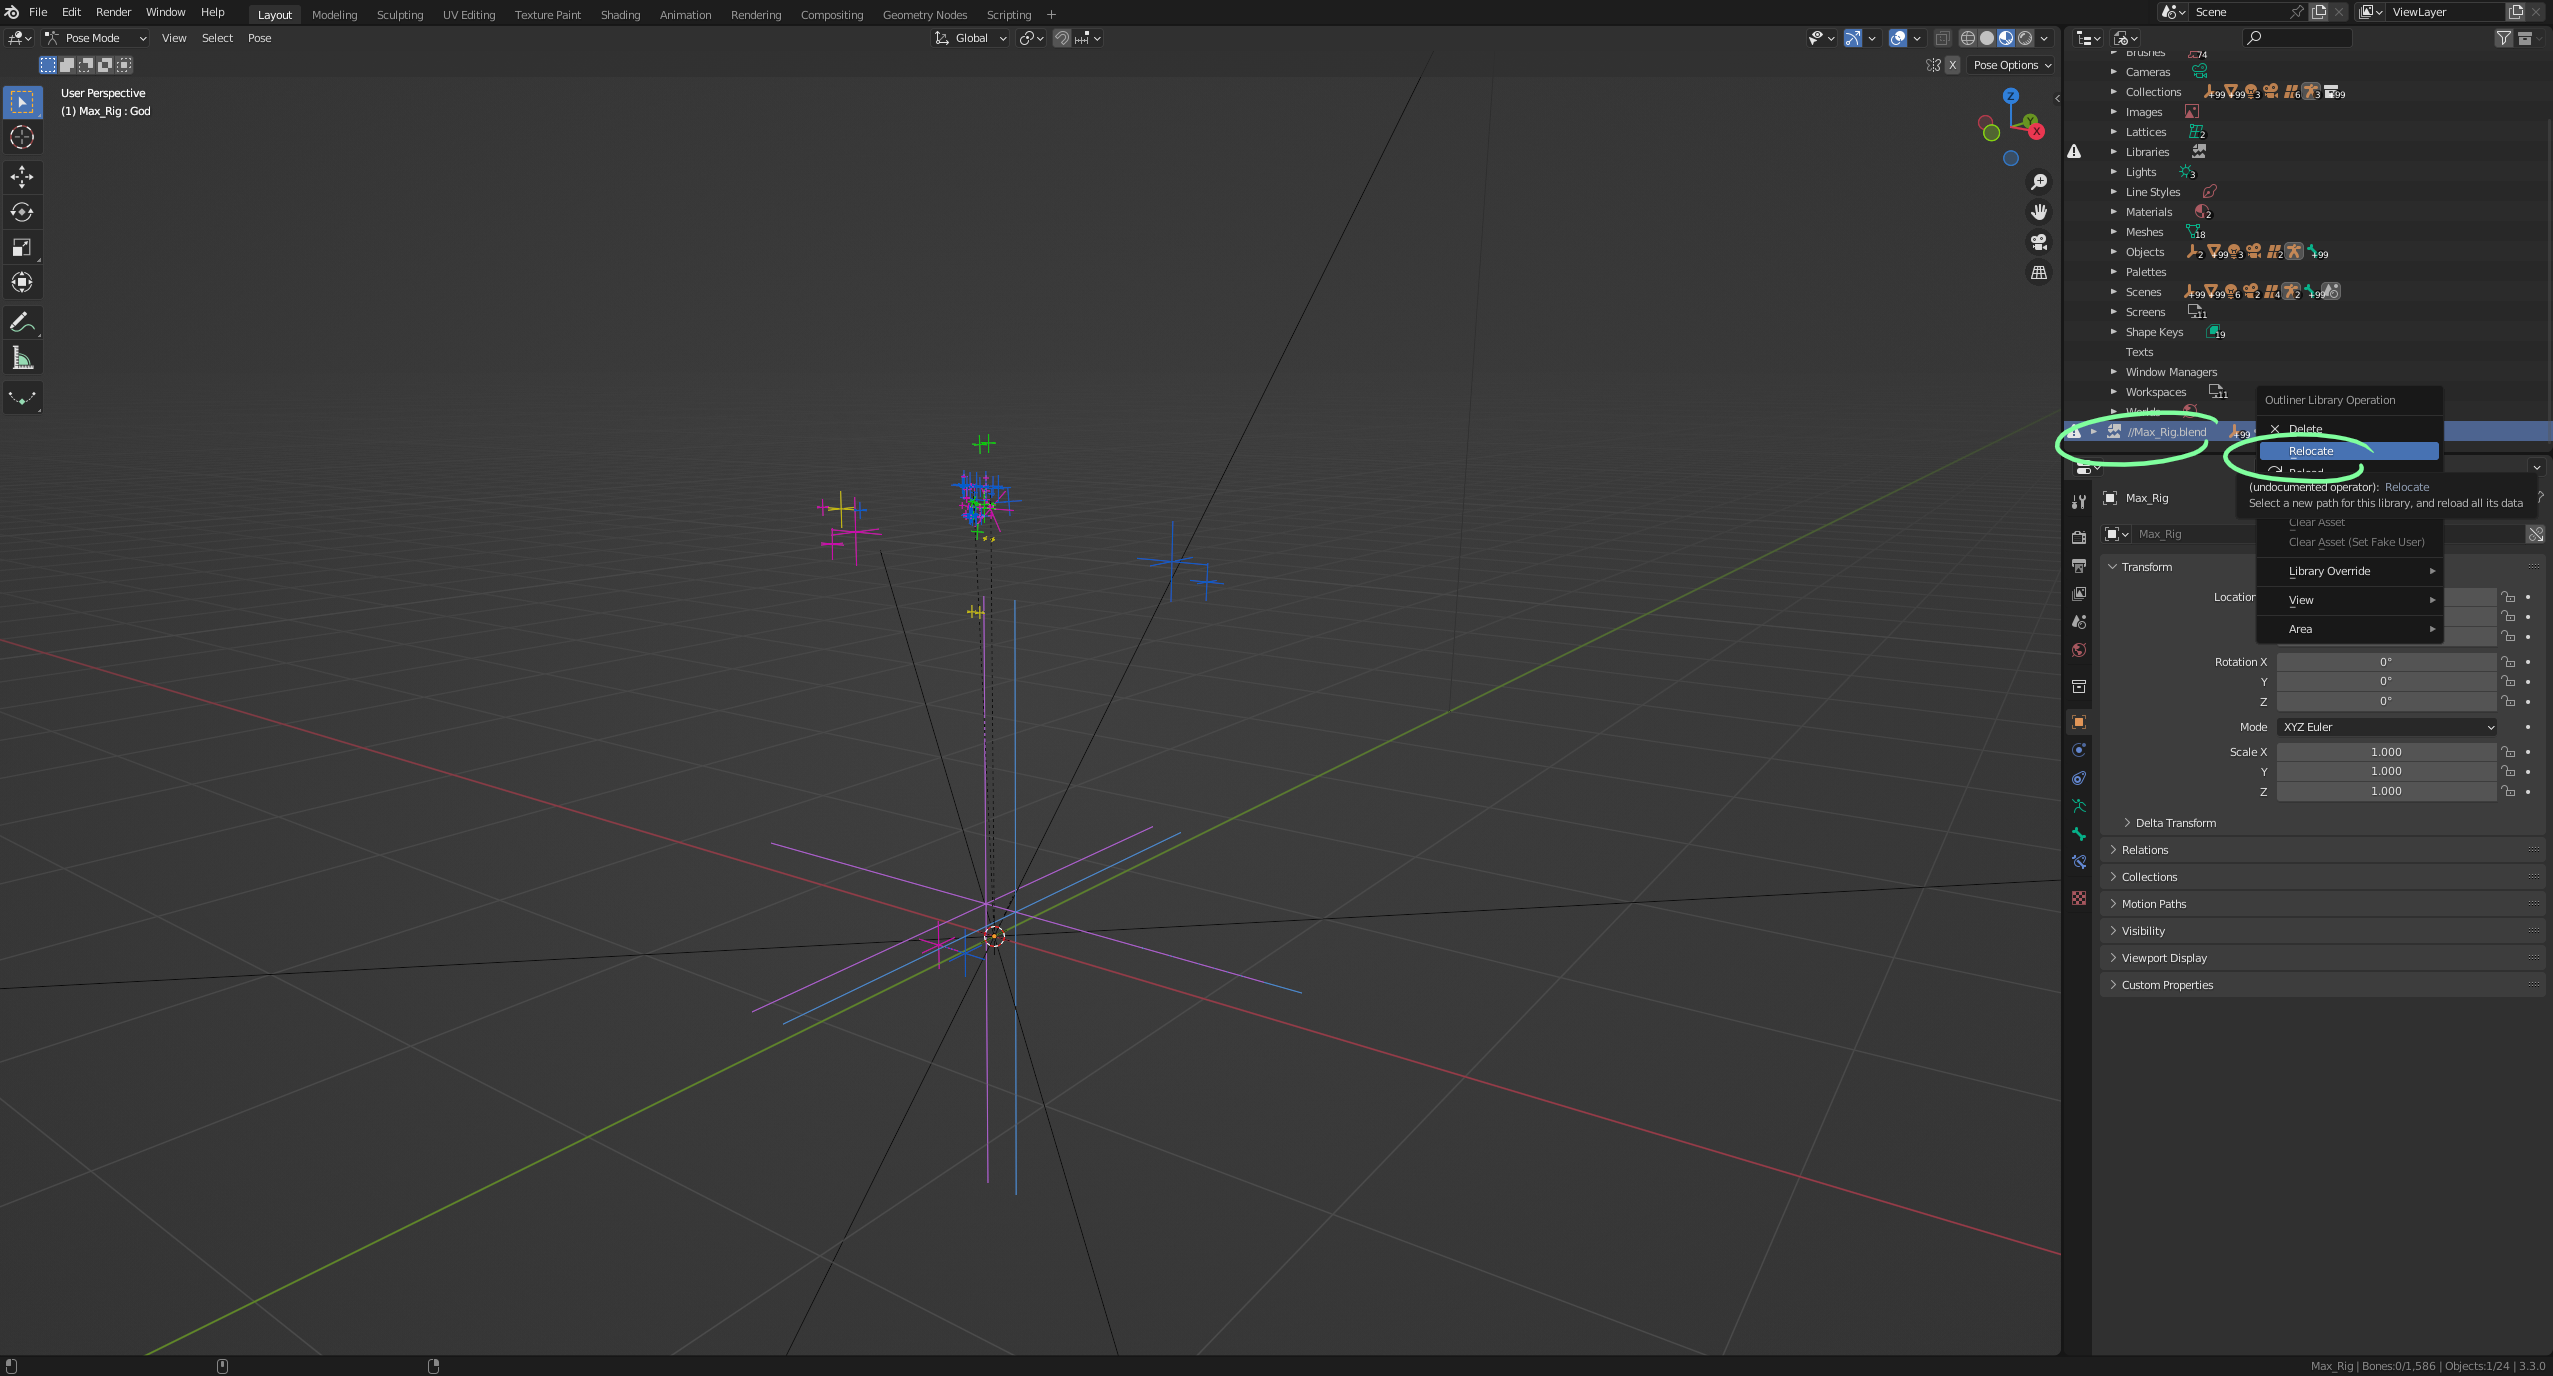 File Edit Render Window Help Layout Modeling Sculpting UV Editing Texture Paint Shading Animation Rendering Compositing Geometry Nodes Scripting + Scene ViewLayer
Pose Mode View Select Pose Global
X Pose Options
User Perspective
(1) Max_Rig : God
Z
Y
X
Brushes 74
Cameras
Collections +99 +99 3 6 3 +99
Images
Lattices 2
Libraries
Lights 3
Line Styles
Materials 2
Meshes 18
Objects 2 +99 3 2 +99
Palettes
Scenes +99 +99 6 2 4 2 +99
Screens 11
Shape Keys 19
Texts
Window Managers
Workspaces 11
Worlds
//Max_Rig.blend +99
Outliner Library Operation
Delete
Relocate
Reload
(undocumented operator): Relocate
Select a new path for this library, and reload all its data
Clear Asset
Clear Asset (Set Fake User)
Library Override
View
Area
Max_Rig
Max_Rig
Transform
Location
Rotation X 0°
Y 0°
Z 0°
Mode XYZ Euler
Scale X 1.000
Y 1.000
Z 1.000
Delta Transform
Relations
Collections
Motion Paths
Visibility
Viewport Display
Custom Properties
Max_Rig | Bones:0/1,586 | Objects:1/24 | 3.3.0